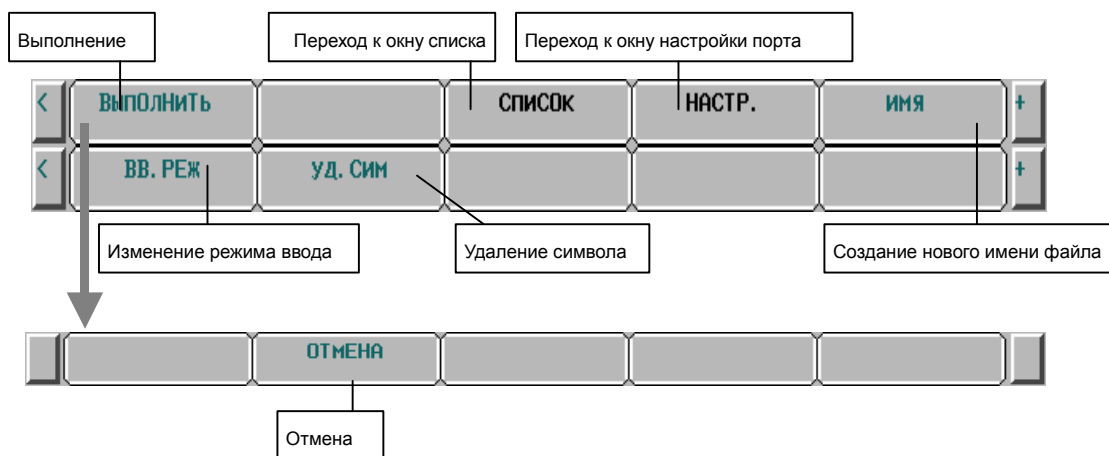 Выполнение
Переход к окну списка
Переход к окну настройки порта
< ВЫПОЛНИТЬ СПИСОК НАСТР. ИМЯ +
< ВВ. РЕЖ УД. СИМ +
Изменение режима ввода
Удаление символа
Создание нового имени файла
ОТМЕНА
Отмена